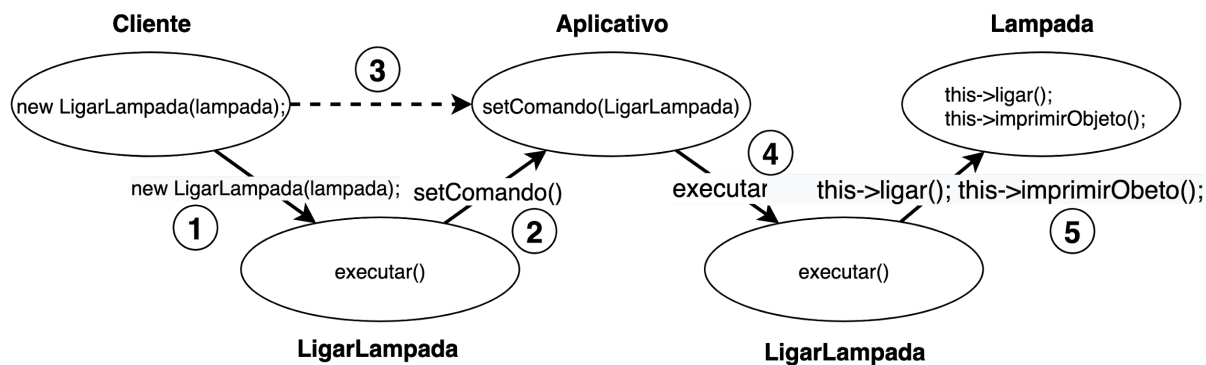 Cliente
Aplicativo
Lampada
3
new LigarLampada(lampada);
setComando(LigarLampada)
this->ligar();
this->imprimirObjeto();
4
new LigarLampada(lampada);
setComando()
executar
this->ligar(); this->imprimirObeto();
1
2
5
executar()
executar()
LigarLampada
LigarLampada